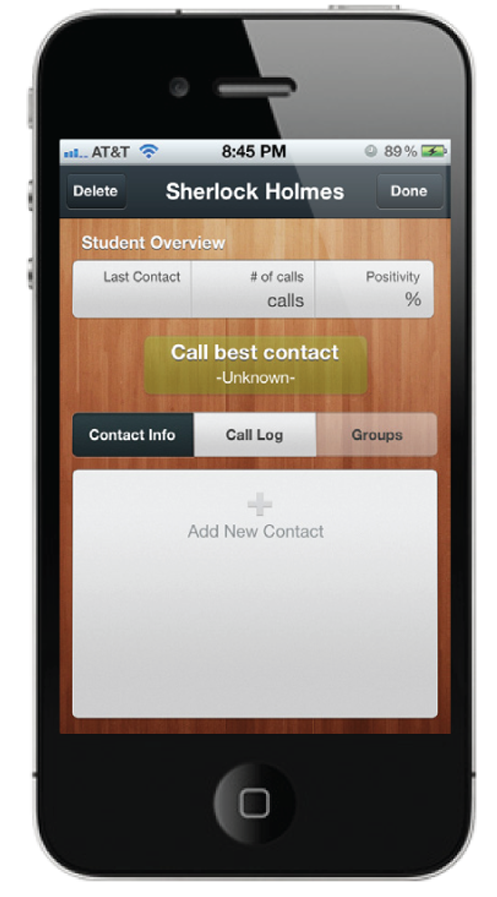 AT&T 8:45 PM 89%
Delete Sherlock Holmes Done
Student Overview
Last Contact # of calls Positivity
calls %
Call best contact
-Unknown-
Contact Info Call Log Groups
Add New Contact